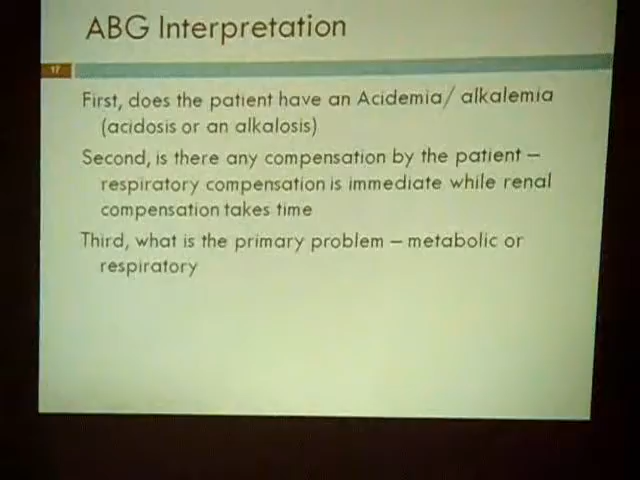 ABG Interpretation
17
First, does the patient have an Acidemia/ alkalemia
(acidosis or an alkalosis)
Second, is there any compensation by the patient –
respiratory compensation is immediate while renal
compensation takes time
Third, what is the primary problem – metabolic or
respiratory